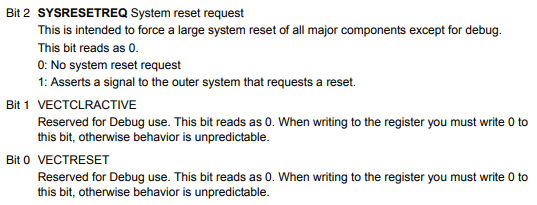 Bit 2 SYSRESETREQ System reset request
This is intended to force a large system reset of all major components except for debug.
This bit reads as 0.
0: No system reset request
1: Asserts a signal to the outer system that requests a reset.
Bit 1 VECTCLRACTIVE
Reserved for Debug use. This bit reads as 0. When writing to the register you must write 0 to
this bit, otherwise behavior is unpredictable.
Bit 0 VECTRESET
Reserved for Debug use. This bit reads as 0. When writing to the register you must write 0 to
this bit, otherwise behavior is unpredictable.